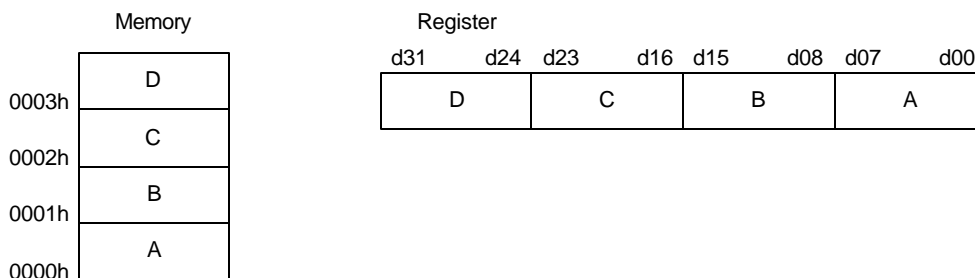 Memory
Register
d31 d24 d23 d16 d15 d08 d07 d00
D C B A
D
0003h
C
0002h
B
0001h
A
0000h